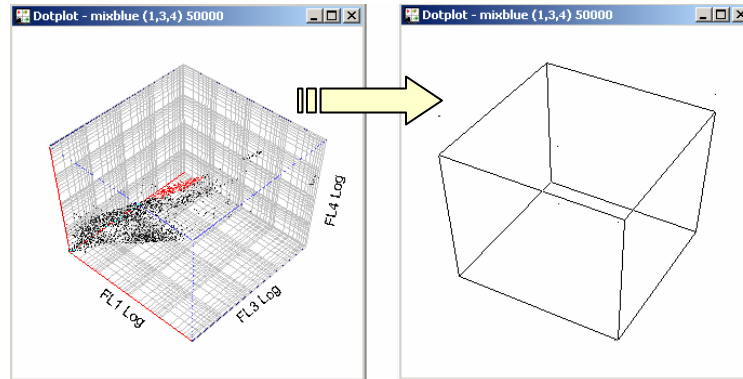 Dotplot - mixblue (1,3,4) 50000
Dotplot - mixblue (1,3,4) 50000
FL1 Log
FL3 Log
FL4 Log